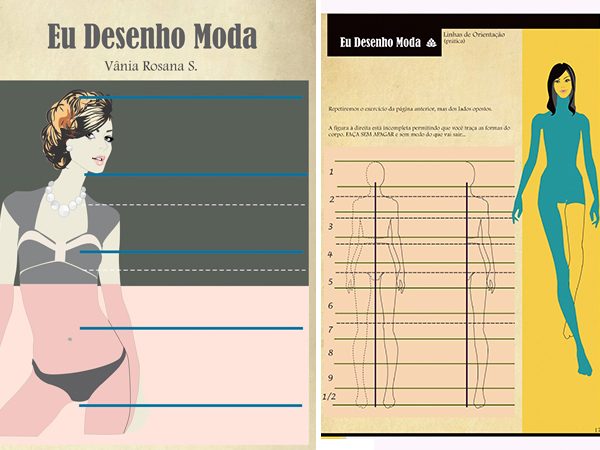 Eu Desenho Moda
Vânia Rosana S.
Eu Desenho Moda
Linhas de Orientação
(prática)
Repetiremos o exercício da página anterior, mas dos lados opostos.
A figura à direita está incompleta permitindo que você traça as formas do
corpo. FAÇA SEM APAGAR e sem medo do que vai sair...
1
2
3
4
5
6
7
8
9
1/2